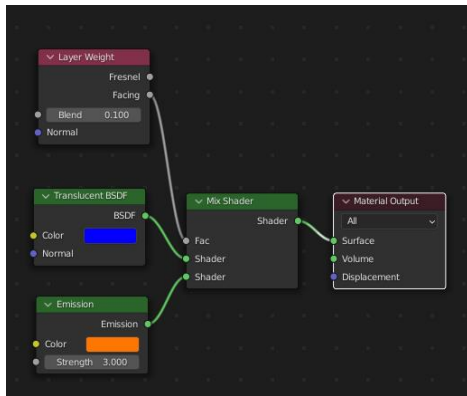 Layer Weight
Fresnel
Facing
Blend 0.100
Normal
Translucent BSDF
BSDF
Color
Normal
Emission
Emission
Color
Strength 3.000
Mix Shader
Shader
Fac
Shader
Shader
Material Output
All
Surface
Volume
Displacement